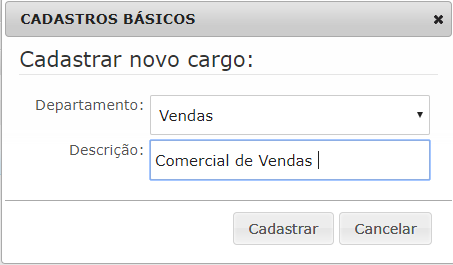 CADASTROS BÁSICOS
Cadastrar novo cargo:
Departamento: Vendas
Descrição: Comercial de Vendas
Cadastrar Cancelar